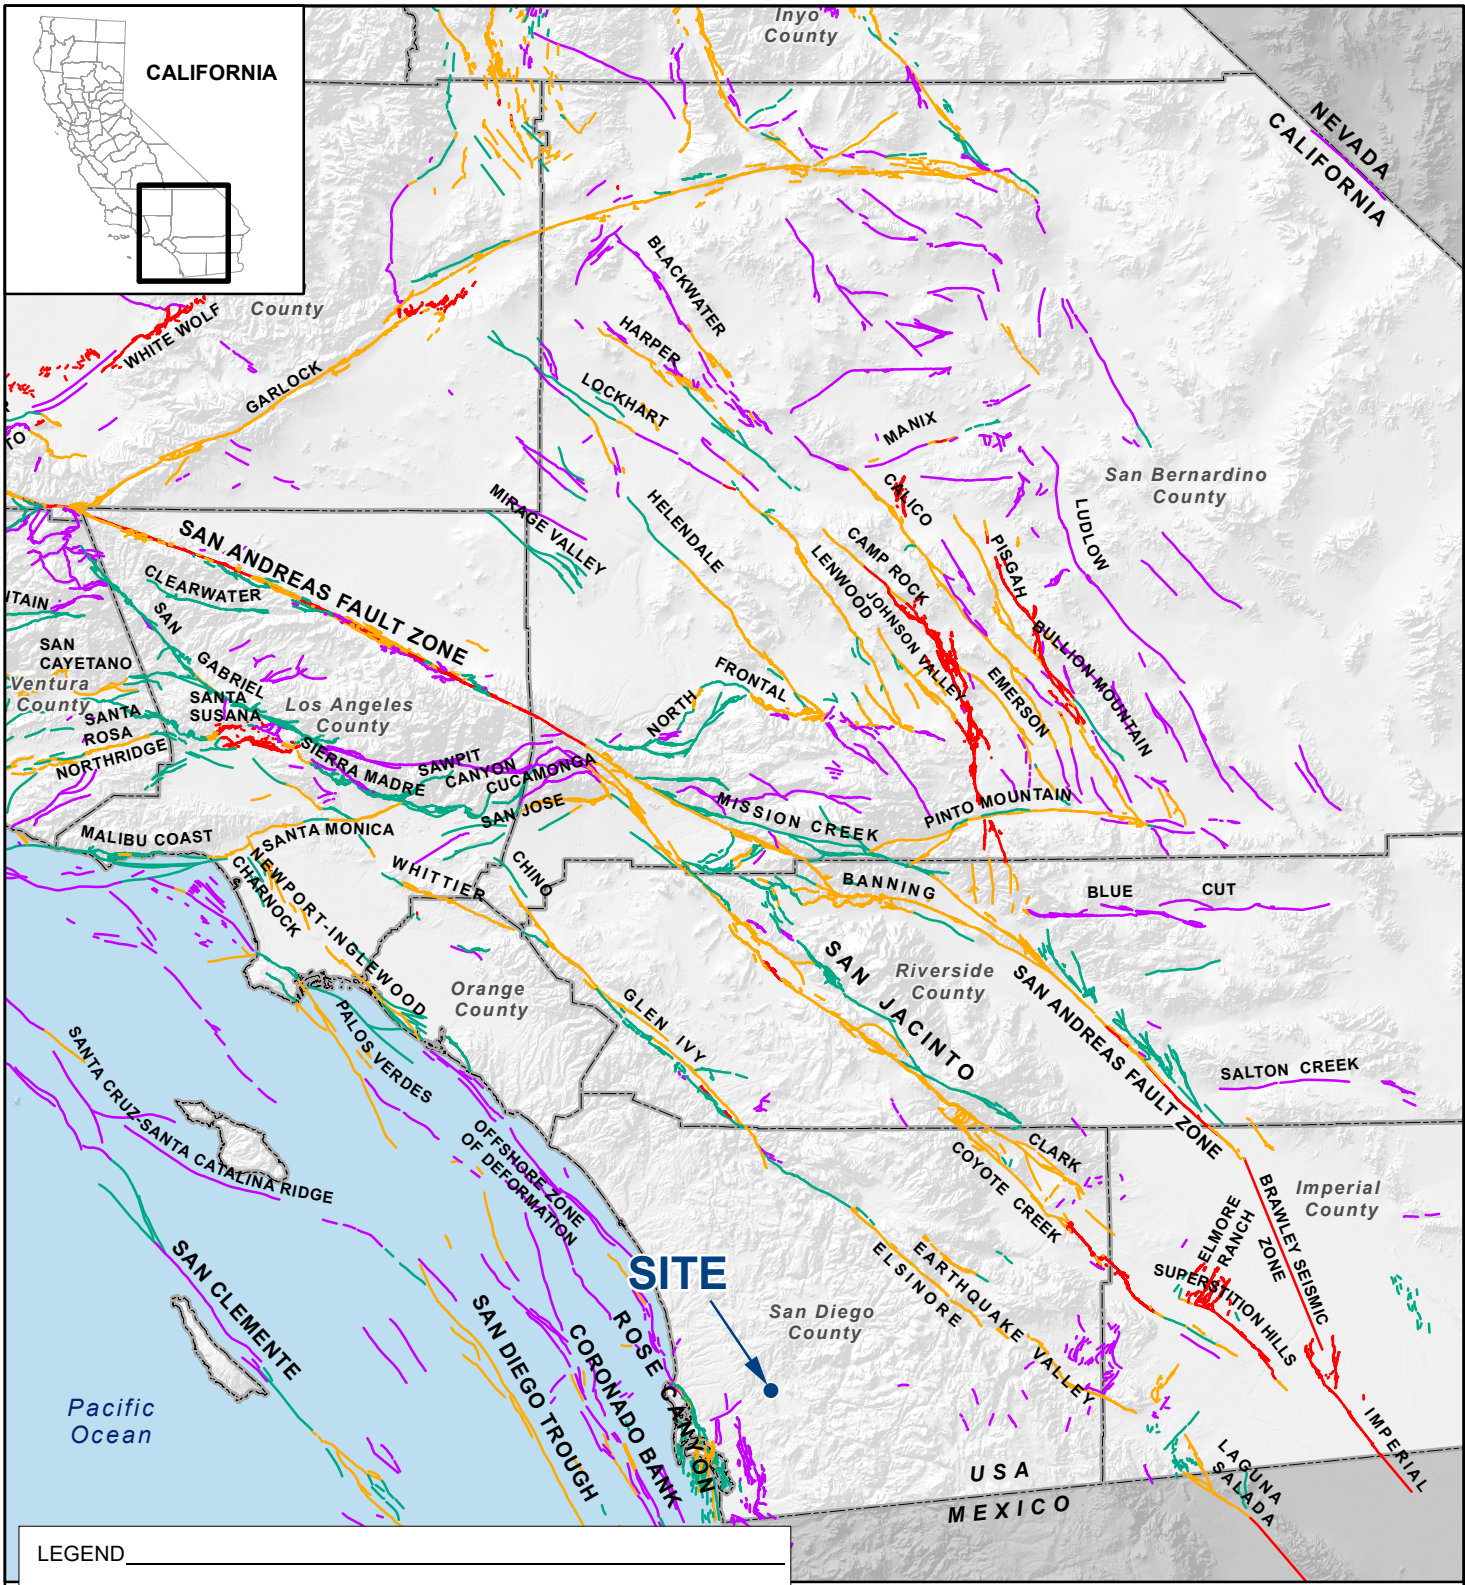 Inyo
County
CALIFORNIA
NEVADA
CALIFORNIA
County
WHITE WOLF
GARLOCK
BLACKWATER
HARPER
LOCKHART
MANIX
R
TO
San Bernardino
County
CALICO
LUDLOW
MIRAGE VALLEY
HELENDALE
PISGAH
CAMP ROCK
LENWOOD
JOHNSON VALLEY
SAN ANDREAS FAULT ZONE
CLEARWATER
NTAIN
SAN
GABRIEL
BULLION MOUNTAIN
EMERSON
SAN
CAYETANO
Ventura
County
SANTA
SUSANA
Los Angeles
County
NORTH
FRONTAL
SANTA
ROSA
NORTHRIDGE
SIERRA MADRE
SAWPIT
CANYON
CUCAMONGA
SAN JOSE
MISSION CREEK
PINTO MOUNTAIN
MALIBU COAST
SANTA MONICA
NEWPORT-INGLEWOOD
CHARNOCK
WHITTIER
CHINO
BANNING
BLUE CUT
SAN JACINTO
Riverside
County
Orange
County
GLEN IVY
SAN ANDREAS FAULT ZONE
PALOS VERDES
SALTON CREEK
SANTA CRUZ-SANTA CATALINA RIDGE
OFFSHORE ZONE
OF DEFORMATION
CLARK
COYOTE CREEK
Imperial
County
ELMORE
RANCH
BRAWLEY SEISMIC
ZONE
SUPERSTITION HILLS
SAN CLEMENTE
SITE
EARTHQUAKE VALLEY
ELSINORE
San Diego
County
SAN DIEGO TROUGH
CORONADO BANK
ROSE CANYON
Pacific
Ocean
IMPERIAL
LAGUNA
SALADA
USA
MEXICO
LEGEND